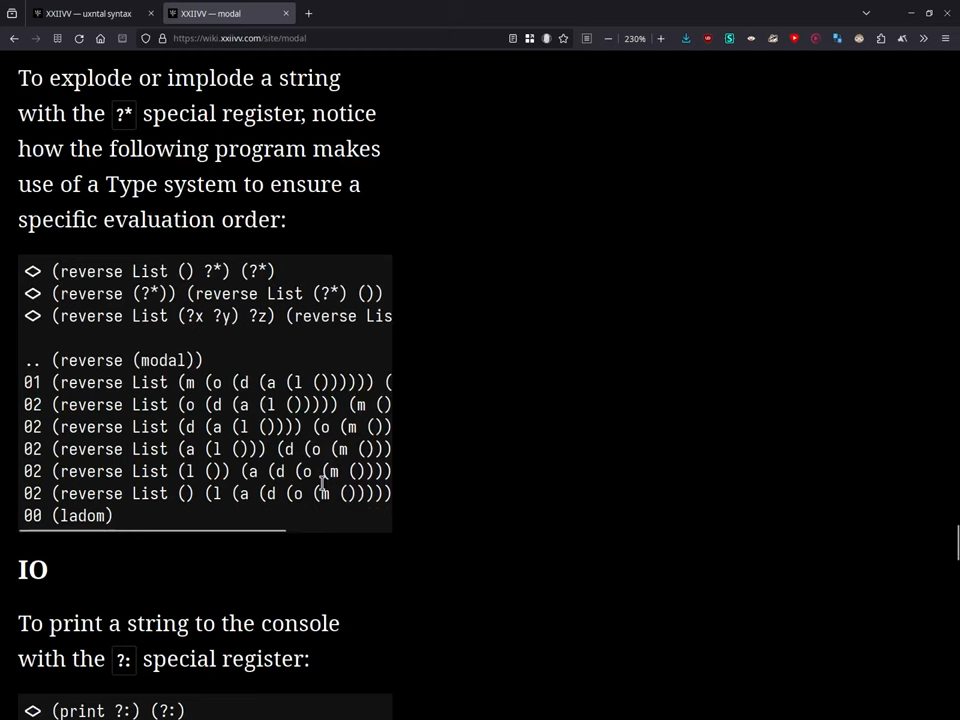 XXIIVV — uxntal syntax
XXIIVV — modal
https://wiki.xxiivv.com/site/modal
230%
To explode or implode a string
with the ?* special register, notice
how the following program makes
use of a Type system to ensure a
specific evaluation order:
<> (reverse List () ?*) (?*)
<> (reverse (?*)) (reverse List (?*) ())
<> (reverse List (?x ?y) ?z) (reverse Lis
.. (reverse (modal))
01 (reverse List (m (o (d (a (l ()))))) (
02 (reverse List (o (d (a (l ())))) (m ()
02 (reverse List (d (a (l ()))) (o (m ())
02 (reverse List (a (l ())) (d (o (m ()))
02 (reverse List (l ()) (a (d (o (m ())))
02 (reverse List () (l (a (d (o (m ()))))
00 (ladom)
IO
To print a string to the console
with the ?: special register:
<> (print ?:) (?:)